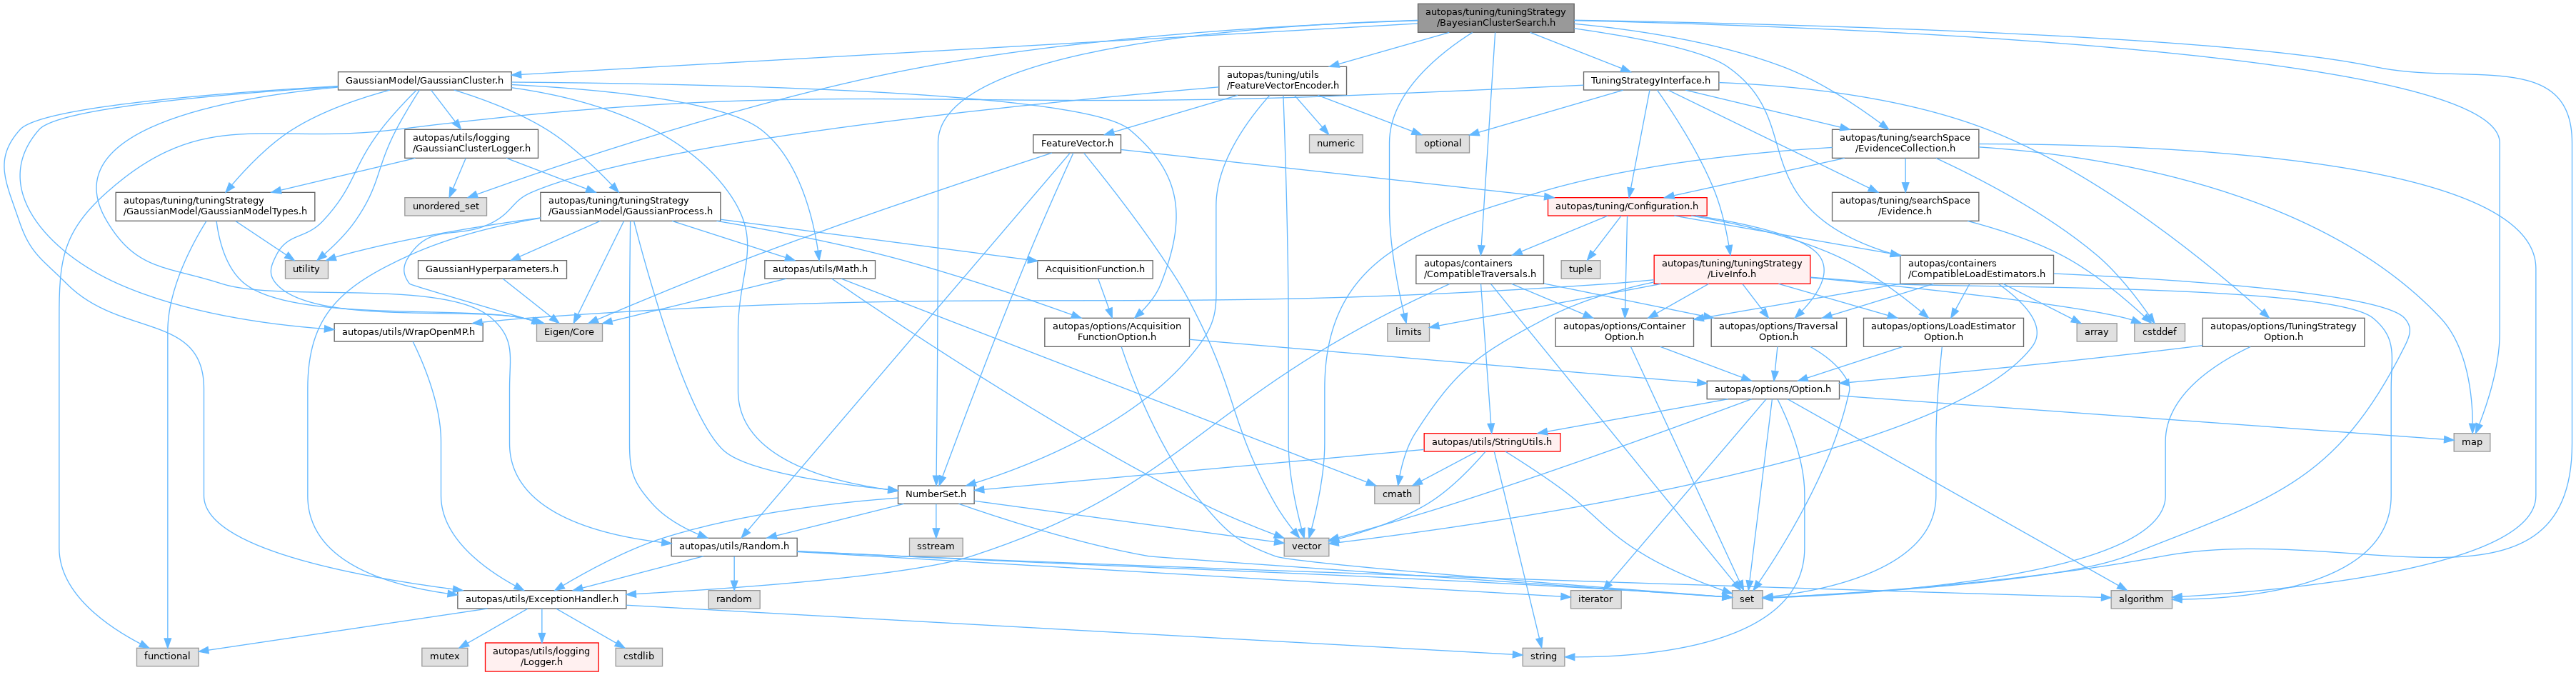 autopas/tuning/tuningStrategy
/BayesianClusterSearch.h
GaussianModel/GaussianCluster.h
autopas/tuning/utils
/FeatureVectorEncoder.h
TuningStrategyInterface.h
autopas/utils/logging
/GaussianClusterLogger.h
FeatureVector.h
numeric
optional
autopas/tuning/searchSpace
/EvidenceCollection.h
autopas/tuning/tuningStrategy
/GaussianModel/GaussianModelTypes.h
unordered_set
autopas/tuning/tuningStrategy
/GaussianModel/GaussianProcess.h
autopas/tuning/Configuration.h
autopas/tuning/searchSpace
/Evidence.h
utility
GaussianHyperparameters.h
autopas/utils/Math.h
AcquisitionFunction.h
autopas/containers
/CompatibleTraversals.h
tuple
autopas/tuning/tuningStrategy
/LiveInfo.h
autopas/containers
/CompatibleLoadEstimators.h
autopas/utils/WrapOpenMP.h
Eigen/Core
autopas/options/Acquisition
FunctionOption.h
limits
autopas/options/Container
Option.h
autopas/options/Traversal
Option.h
autopas/options/LoadEstimator
Option.h
array
cstddef
autopas/options/TuningStrategy
Option.h
autopas/options/Option.h
autopas/utils/StringUtils.h
map
NumberSet.h
cmath
autopas/utils/Random.h
sstream
vector
autopas/utils/ExceptionHandler.h
random
iterator
set
algorithm
functional
mutex
autopas/utils/logging
/Logger.h
cstdlib
string